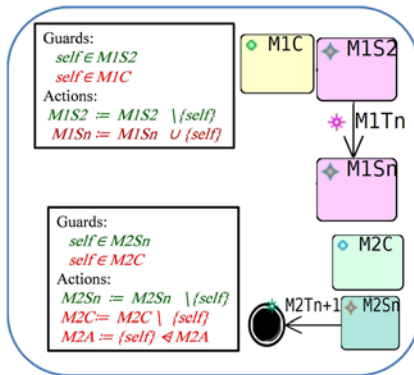 Guards:
self ∈ M1S2
self ∈ M1C
Actions:
M1S2 := M1S2 \{self}
M1Sn := M1Sn ∪ {self}
M1C
M1S2
M1Tn
M1Sn
Guards:
self ∈ M2Sn
self ∈ M2C
Actions:
M2Sn := M2Sn \{self}
M2C:= M2C \ {self}
M2A := {self} ⩤ M2A
M2C
M2Tn+1
M2Sn